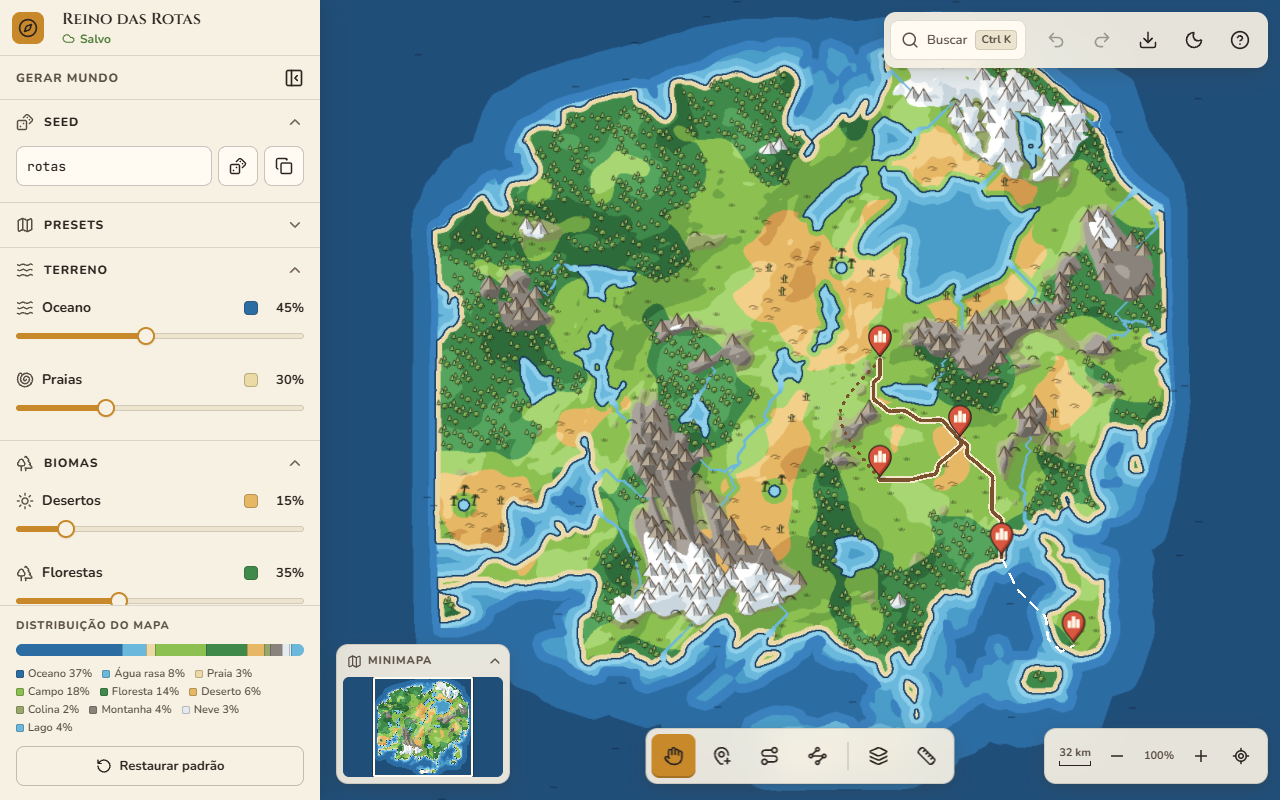 Reino das Rotas
Salvo
GERAR MUNDO
SEED
rotas
PRESETS
TERRENO
Oceano 45%
Praias 30%
BIOMAS
Desertos 15%
Florestas 35%
DISTRIBUIÇÃO DO MAPA
Oceano 37% Água rasa 8% Praia 3%
Campo 18% Floresta 14% Deserto 6%
Colina 2% Montanha 4% Neve 3%
Lago 4%
Restaurar padrão
Buscar Ctrl K
MINIMAPA
32 km 100%